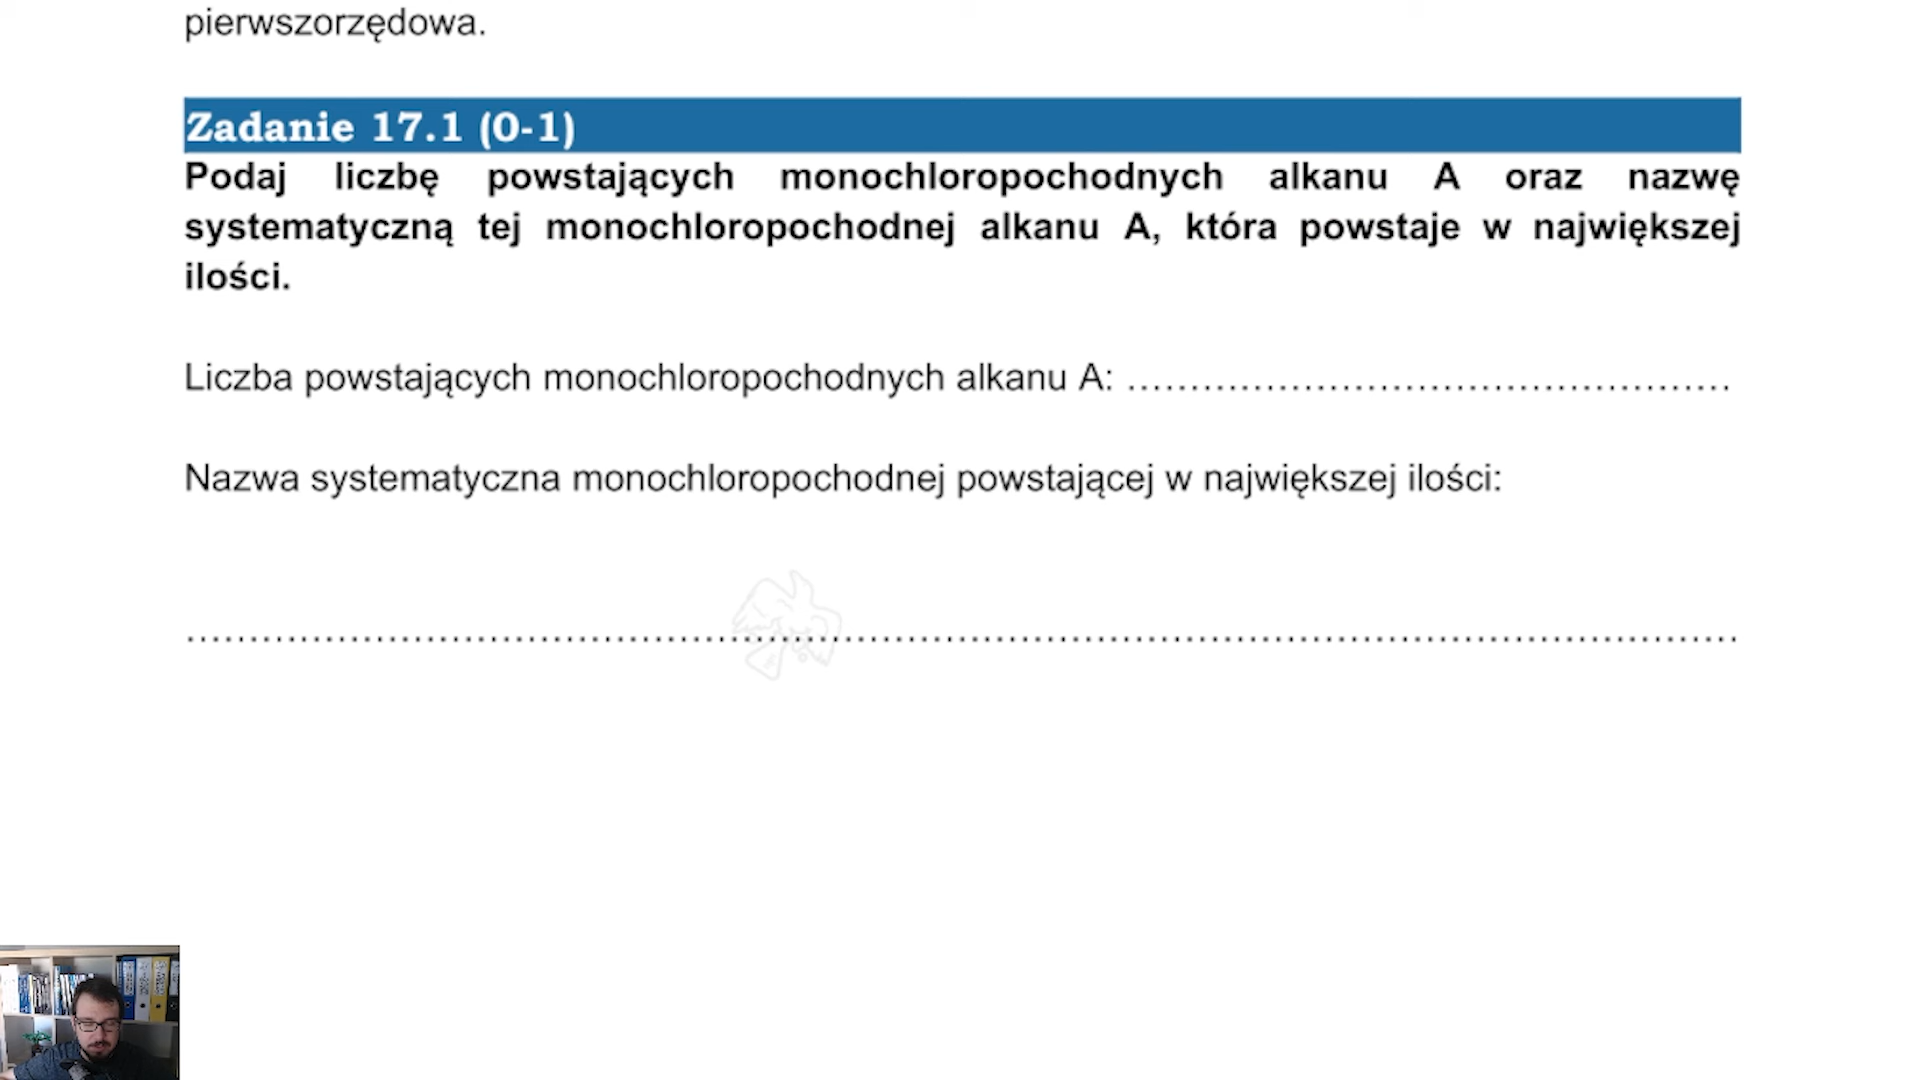 pierwszorzędowa.
Zadanie 17.1 (0-1)
Podaj liczbę powstających monochloropochodnych alkanu A oraz nazwę
systematyczną tej monochloropochodnej alkanu A, która powstaje w największej
ilości.
Liczba powstających monochloropochodnych alkanu A: ................................................
Nazwa systematyczna monochloropochodnej powstającej w największej ilości:
............................................................................................................................